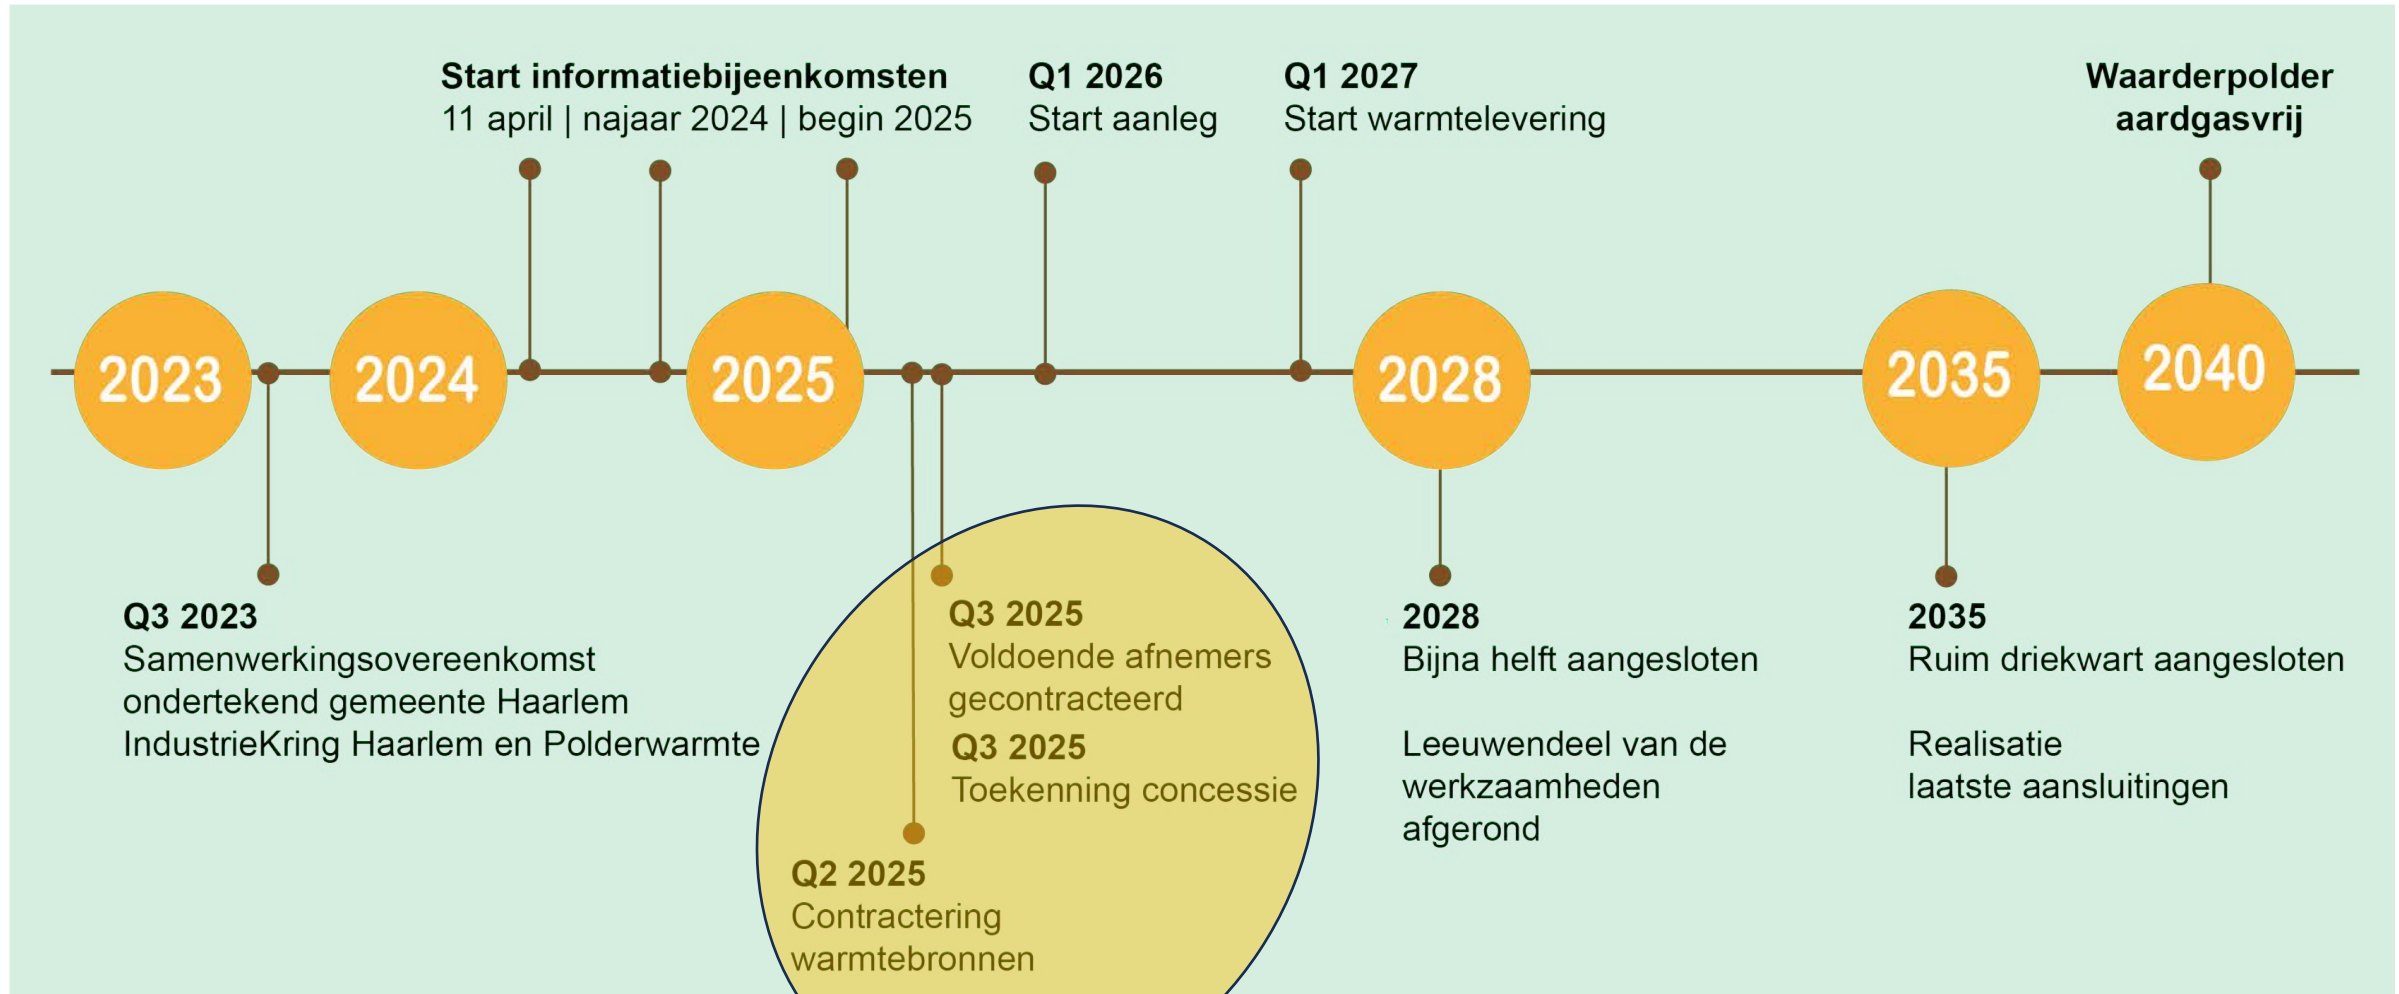 Start informatiebijeenkomsten
11 april | najaar 2024 | begin 2025
Q1 2026
Start aanleg
Q1 2027
Start warmtelevering
Waarderpolder
aardgasvrij
2023
2024
2025
2028
2035
2040
Q3 2023
Samenwerkingsovereenkomst
ondertekend gemeente Haarlem
IndustrieKring Haarlem en Polderwarmte
Q3 2025
Voldoende afnemers
gecontracteerd
Q3 2025
Toekenning concessie
Q2 2025
Contractering
warmtebronnen
2028
Bijna helft aangesloten
Leeuwendeel van de
werkzaamheden
afgerond
2035
Ruim driekwart aangesloten
Realisatie
laatste aansluitingen